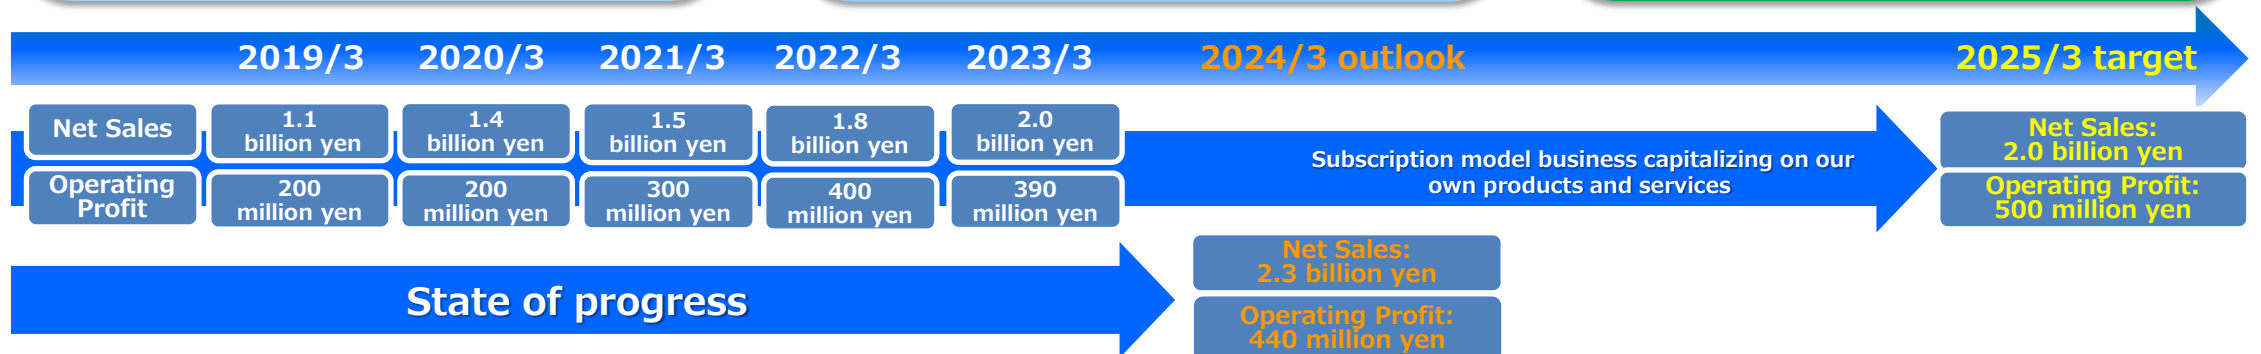 2019/3 2020/3 2021/3 2022/3 2023/3 2024/3 outlook 2025/3 target
Net Sales
1.1
billion yen
1.4
billion yen
1.5
billion yen
1.8
billion yen
2.0
billion yen
Operating
Profit
200
million yen
200
million yen
300
million yen
400
million yen
390
million yen
Subscription model business capitalizing on our
own products and services
Net Sales:
2.0 billion yen
Operating Profit:
500 million yen
State of progress
Net Sales:
2.3 billion yen
Operating Profit:
440 million yen